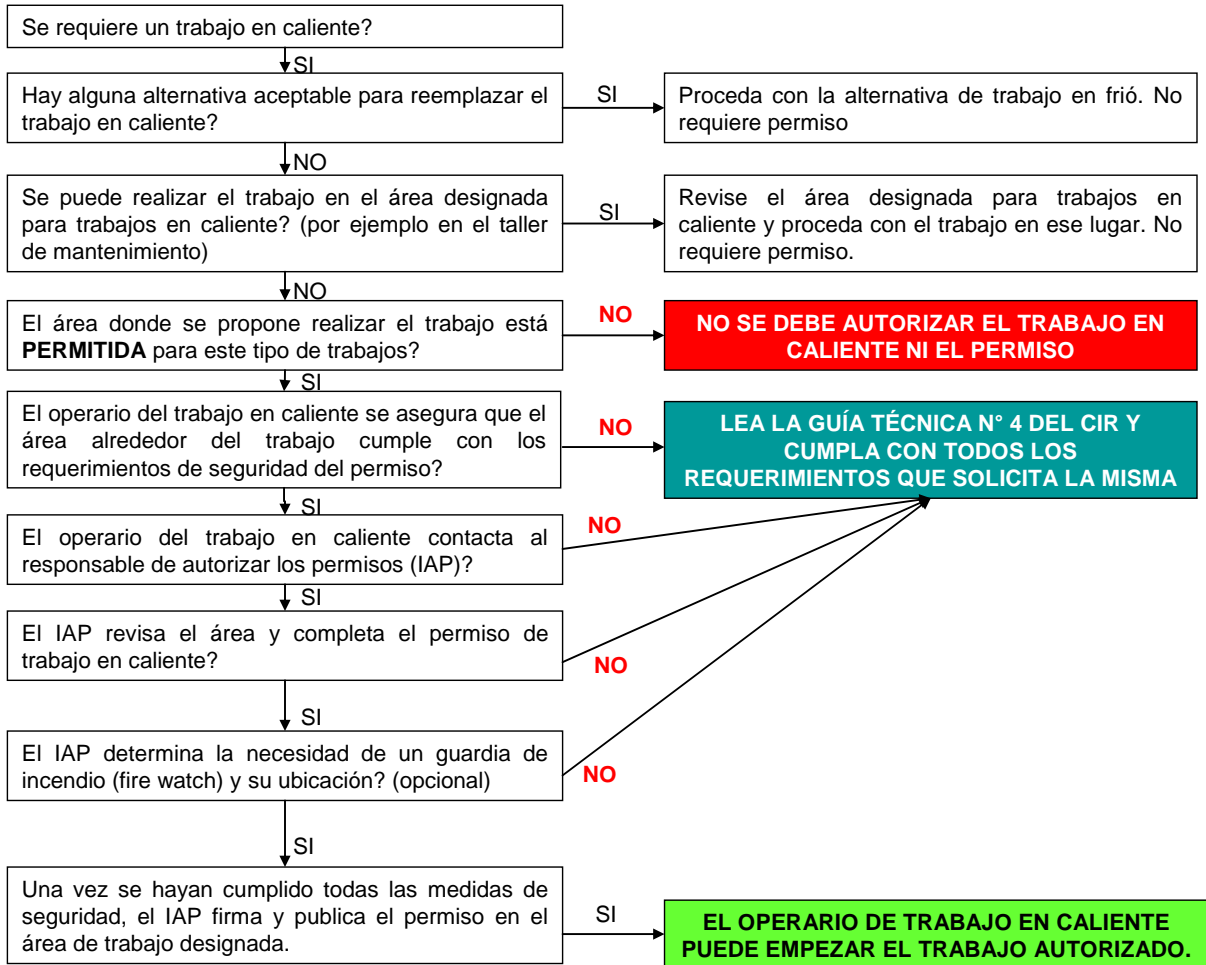 Se requiere un trabajo en caliente?
SI
Hay alguna alternativa aceptable para reemplazar el
trabajo en caliente?
SI
Proceda con la alternativa de trabajo en frió. No
requiere permiso
NO
Se puede realizar el trabajo en el área designada
para trabajos en caliente? (por ejemplo en el taller
de mantenimiento)
SI
Revise el área designada para trabajos en
caliente y proceda con el trabajo en ese lugar. No
requiere permiso.
NO
El área donde se propone realizar el trabajo está
PERMITIDA para este tipo de trabajos?
NO
NO SE DEBE AUTORIZAR EL TRABAJO EN
CALIENTE NI EL PERMISO
SI
El operario del trabajo en caliente se asegura que el
área alrededor del trabajo cumple con los
requerimientos de seguridad del permiso?
NO
LEA LA GUÍA TÉCNICA N° 4 DEL CIR Y
CUMPLA CON TODOS LOS
REQUERIMIENTOS QUE SOLICITA LA MISMA
SI
El operario del trabajo en caliente contacta al
responsable de autorizar los permisos (IAP)?
NO
SI
El IAP revisa el área y completa el permiso de
trabajo en caliente?
NO
SI
El IAP determina la necesidad de un guardia de
incendio (fire watch) y su ubicación? (opcional)
NO
SI
Una vez se hayan cumplido todas las medidas de
seguridad, el IAP firma y publica el permiso en el
área de trabajo designada.
SI
EL OPERARIO DE TRABAJO EN CALIENTE
PUEDE EMPEZAR EL TRABAJO AUTORIZADO.